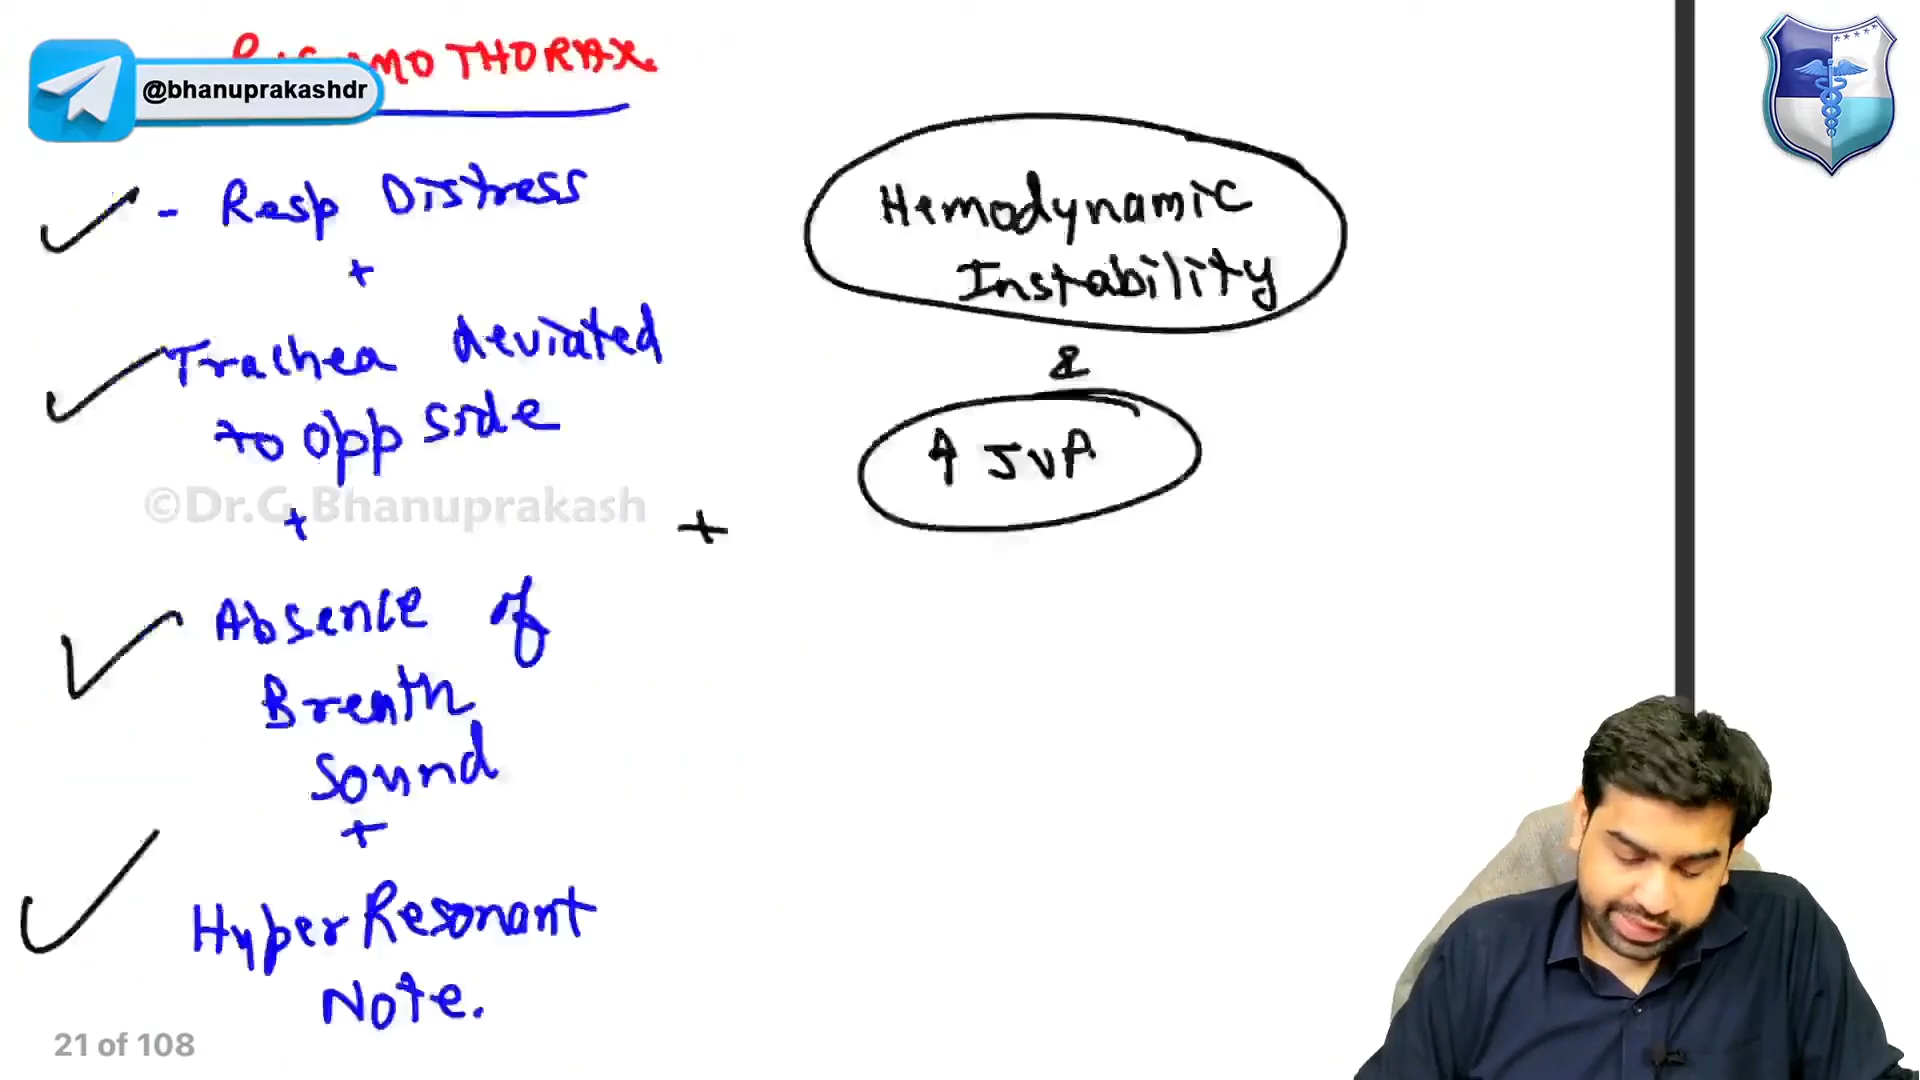 MOTHORAX
@bhanuprakashdr
- Resp Distress
+
Trachea deviated
to opp side
©Dr.G.Bhanuprakash
+
+
Absence of
Breath
Sound
+
Hyper Resonant
Note.
Hemodynamic
Instability
&
↑ JVP
21 of 108